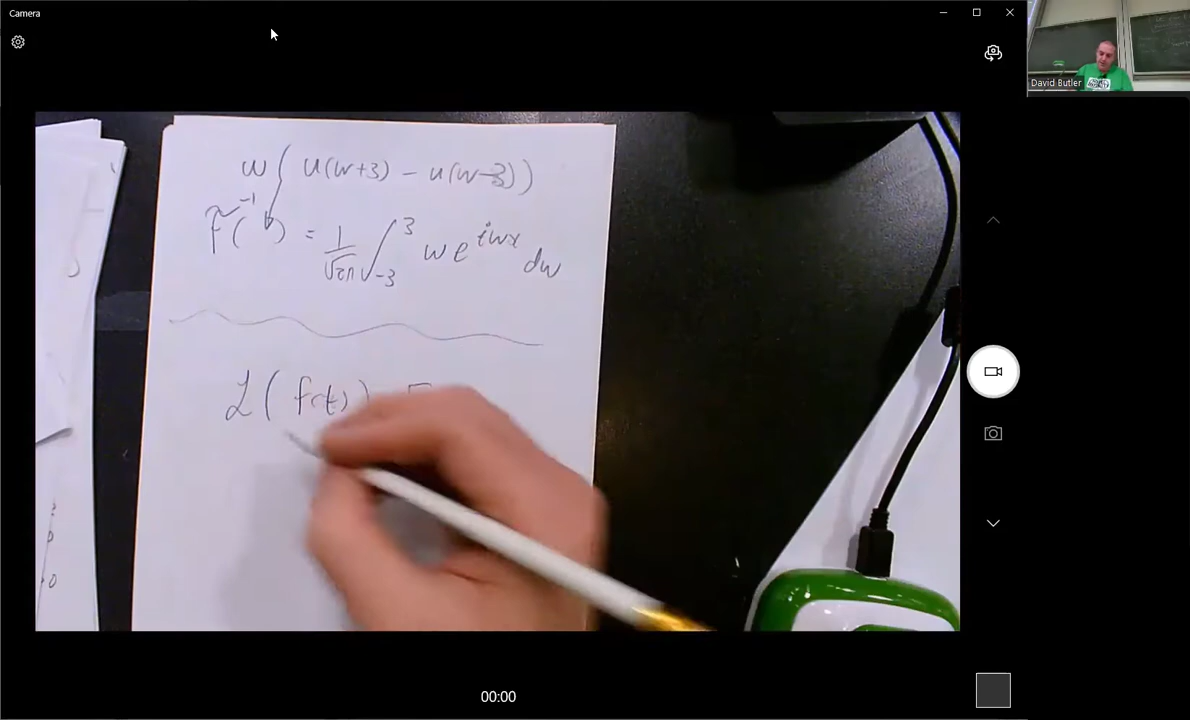 Camera
David Butler
w ( u(w+3) - u(w-3))
F̃⁻¹( ) = 1/√2π ∫₋₃³ w e^{iwx} dw
L ( f(t) )
00:00